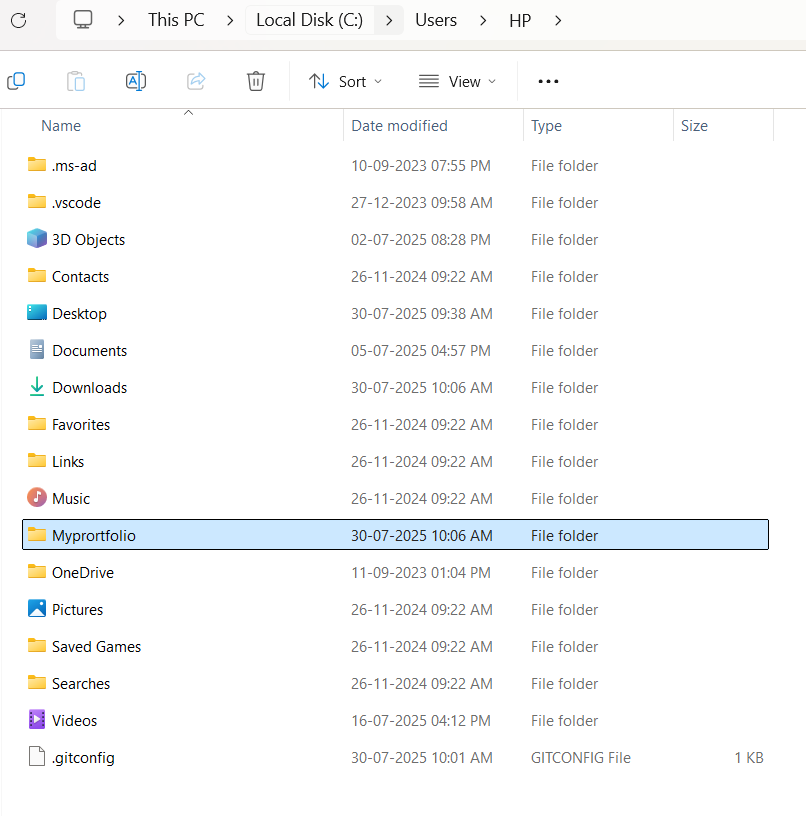 This PC Local Disk (C:) Users HP
Sort View
Name Date modified Type Size
.ms-ad 10-09-2023 07:55 PM File folder
.vscode 27-12-2023 09:58 AM File folder
3D Objects 02-07-2025 08:28 PM File folder
Contacts 26-11-2024 09:22 AM File folder
Desktop 30-07-2025 09:38 AM File folder
Documents 05-07-2025 04:57 PM File folder
Downloads 30-07-2025 10:06 AM File folder
Favorites 26-11-2024 09:22 AM File folder
Links 26-11-2024 09:22 AM File folder
Music 26-11-2024 09:22 AM File folder
Myprortfolio 30-07-2025 10:06 AM File folder
OneDrive 11-09-2023 01:04 PM File folder
Pictures 26-11-2024 09:22 AM File folder
Saved Games 26-11-2024 09:22 AM File folder
Searches 26-11-2024 09:22 AM File folder
Videos 16-07-2025 04:12 PM File folder
.gitconfig 30-07-2025 10:01 AM GITCONFIG File 1 KB